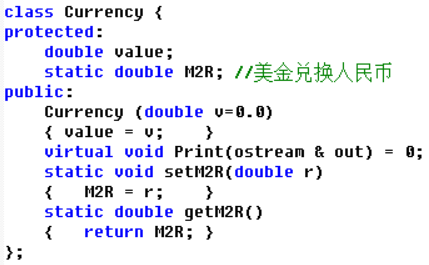 class Currency {
protected:
    double value;
    static double M2R; //美金兑换人民币
public:
    Currency (double v=0.0)
    { value = v;    }
    virtual void Print(ostream & out) = 0;
    static void setM2R(double r)
    {   M2R = r;    }
    static double getM2R()
    {   return M2R; }
};